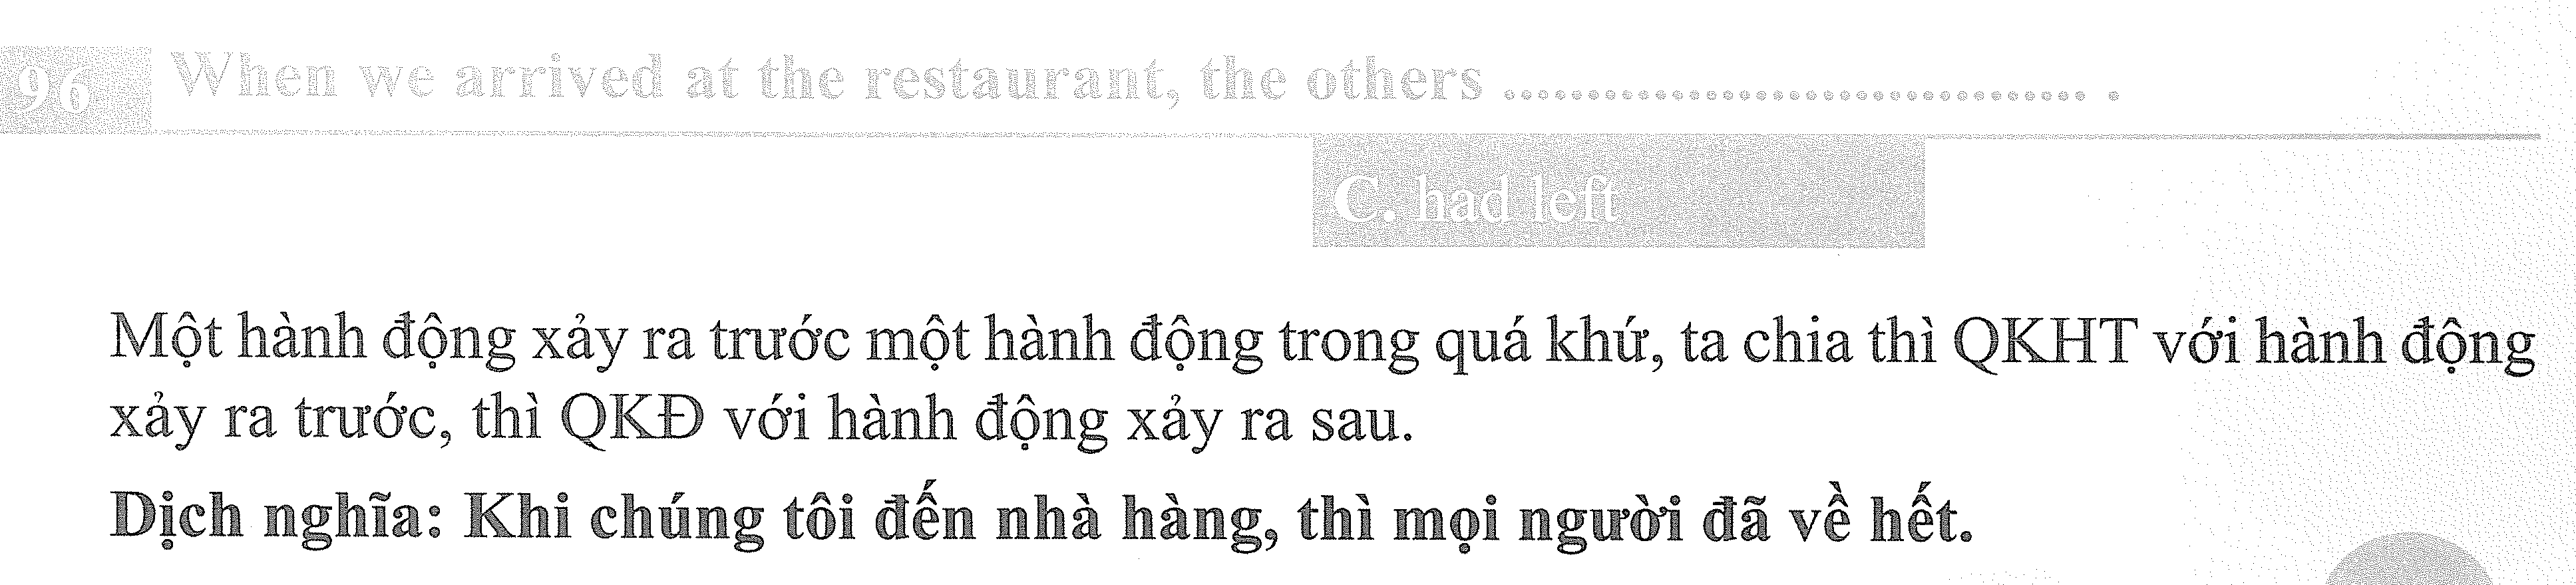 96 When we arrived at the restaurant, the others .................................... .
C. had left
Một hành động xảy ra trước một hành động trong quá khứ, ta chia thì QKHT với hành động
xảy ra trước, thì QKĐ với hành động xảy ra sau.
Dịch nghĩa: Khi chúng tôi đến nhà hàng, thì mọi người đã về hết.